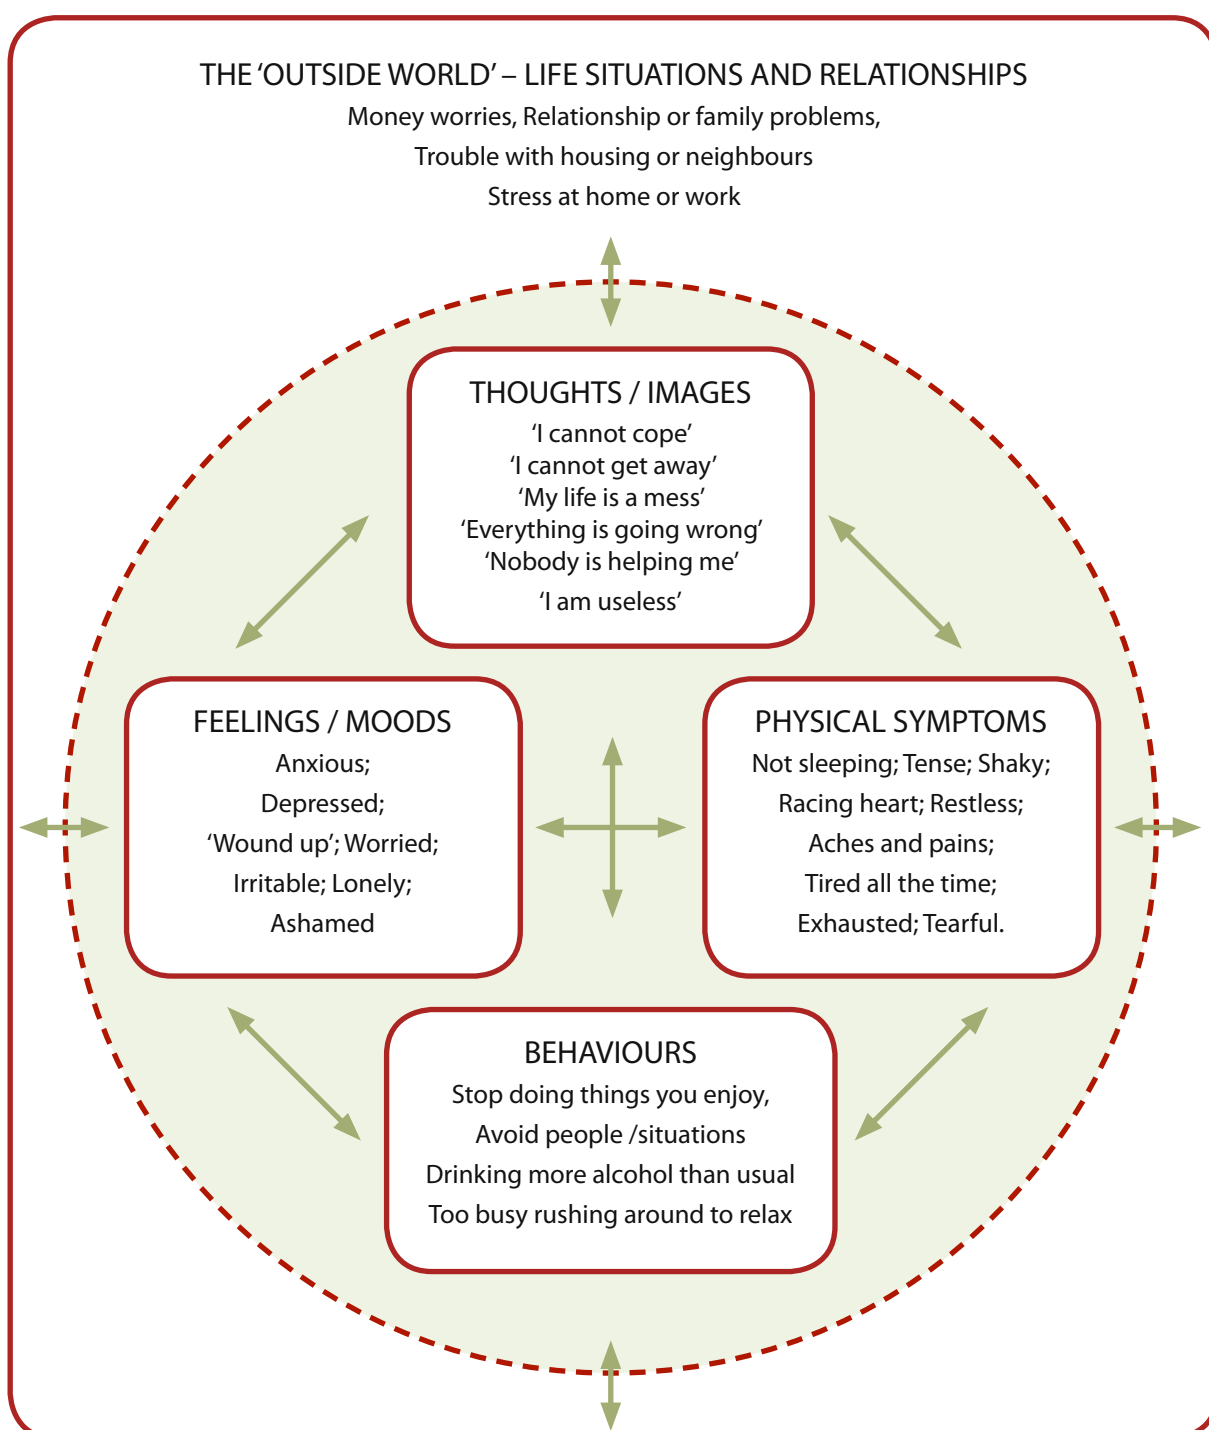 THE ‘OUTSIDE WORLD’ – LIFE SITUATIONS AND RELATIONSHIPS
Money worries, Relationship or family problems,
Trouble with housing or neighbours
Stress at home or work
THOUGHTS / IMAGES
‘I cannot cope’
‘I cannot get away’
‘My life is a mess’
‘Everything is going wrong’
‘Nobody is helping me’
‘I am useless’
FEELINGS / MOODS
Anxious;
Depressed;
‘Wound up’; Worried;
Irritable; Lonely;
Ashamed
PHYSICAL SYMPTOMS
Not sleeping; Tense; Shaky;
Racing heart; Restless;
Aches and pains;
Tired all the time;
Exhausted; Tearful.
BEHAVIOURS
Stop doing things you enjoy,
Avoid people /situations
Drinking more alcohol than usual
Too busy rushing around to relax